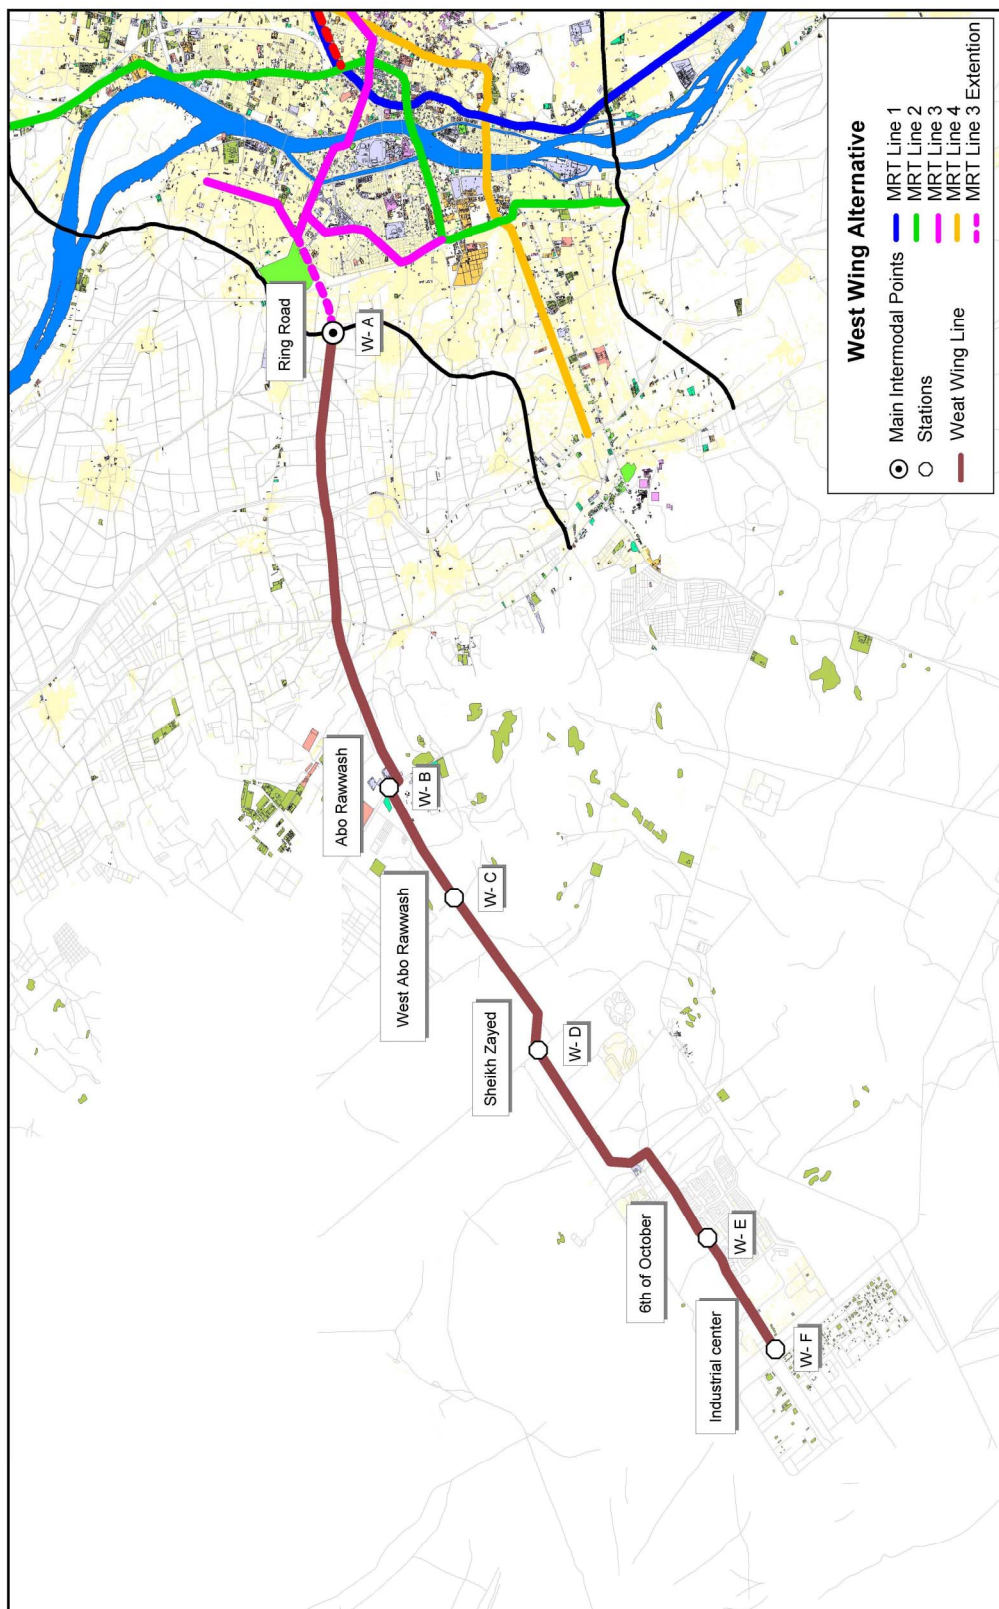 Ring Road
W- A
Abo Rawwash
W- B
West Abo Rawwash
W- C
Sheikh Zayed
W- D
6th of October
W- E
Industrial center
W- F
West Wing Alternative
Main Intermodal Points
Stations
Weat Wing Line
MRT Line 1
MRT Line 2
MRT Line 3
MRT Line 4
MRT Line 3 Extention